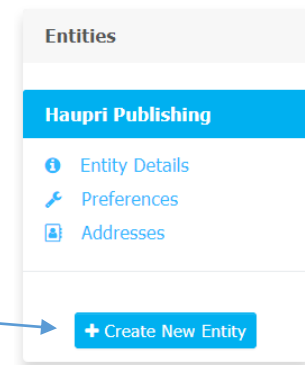 Entities
Haupri Publishing
Entity Details
Preferences
Addresses
+ Create New Entity